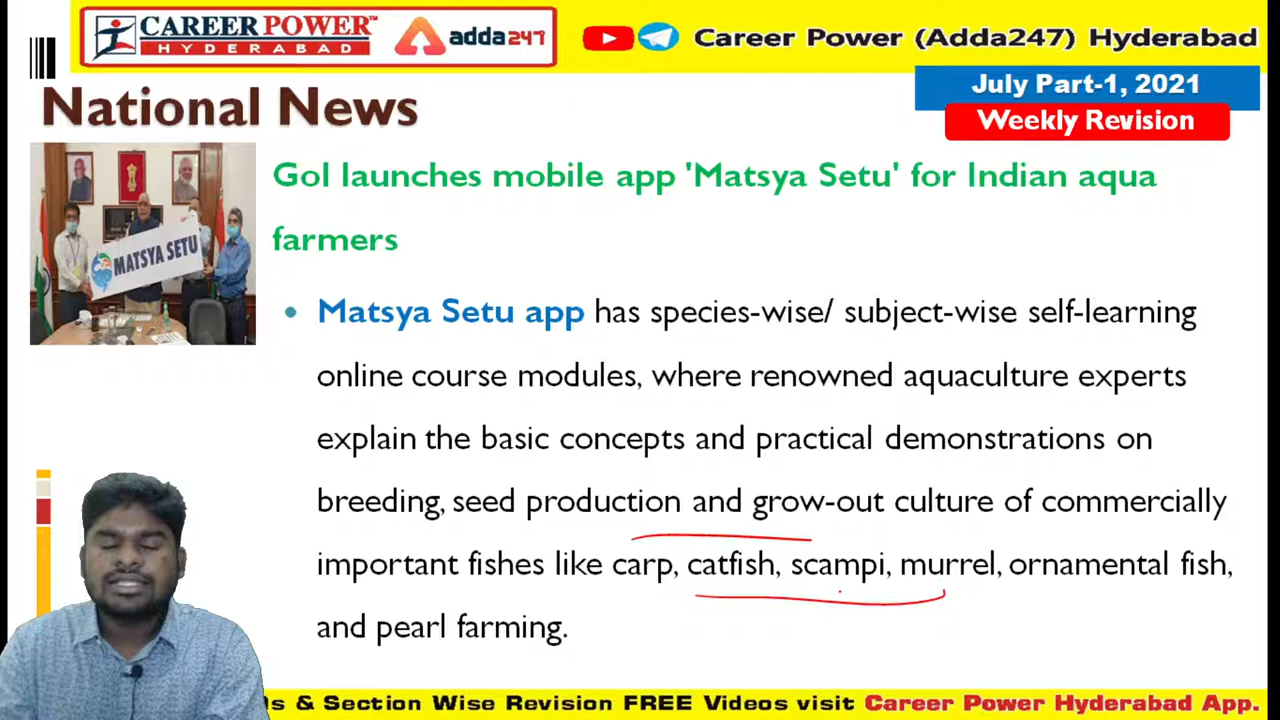 CAREER POWER™
HYDERABAD
adda247
Career Power (Adda247) Hyderabad
National News
July Part-1, 2021
Weekly Revision
MATSYA SETU
GoI launches mobile app 'Matsya Setu' for Indian aqua
farmers
• Matsya Setu app has species-wise/ subject-wise self-learning
online course modules, where renowned aquaculture experts
explain the basic concepts and practical demonstrations on
breeding, seed production and grow-out culture of commercially
important fishes like carp, catfish, scampi, murrel, ornamental fish,
and pearl farming.
& Section Wise Revision FREE Videos visit Career Power Hyderabad App.